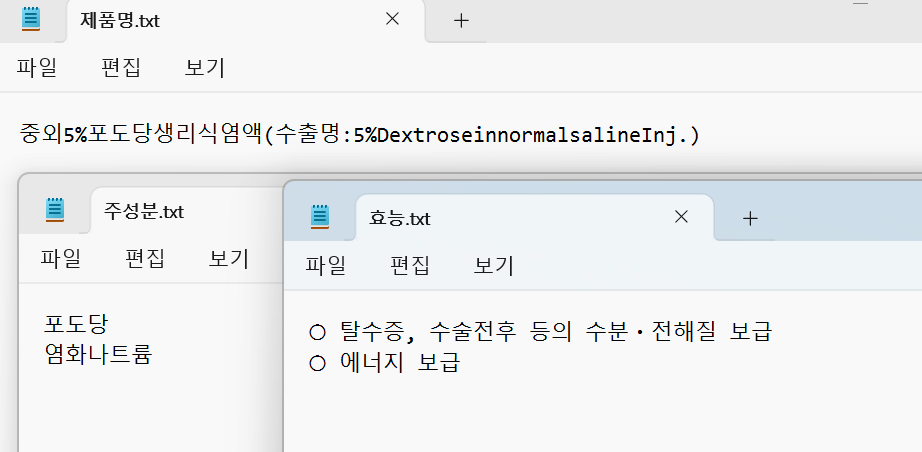 제품명.txt
파일 편집 보기
중외5%포도당생리식염액(수출명:5%DextroseinnormalsalineInj.)
주성분.txt
파일 편집 보기
포도당
염화나트륨
효능.txt
파일 편집 보기
○ 탈수증, 수술전후 등의 수분·전해질 보급
○ 에너지 보급